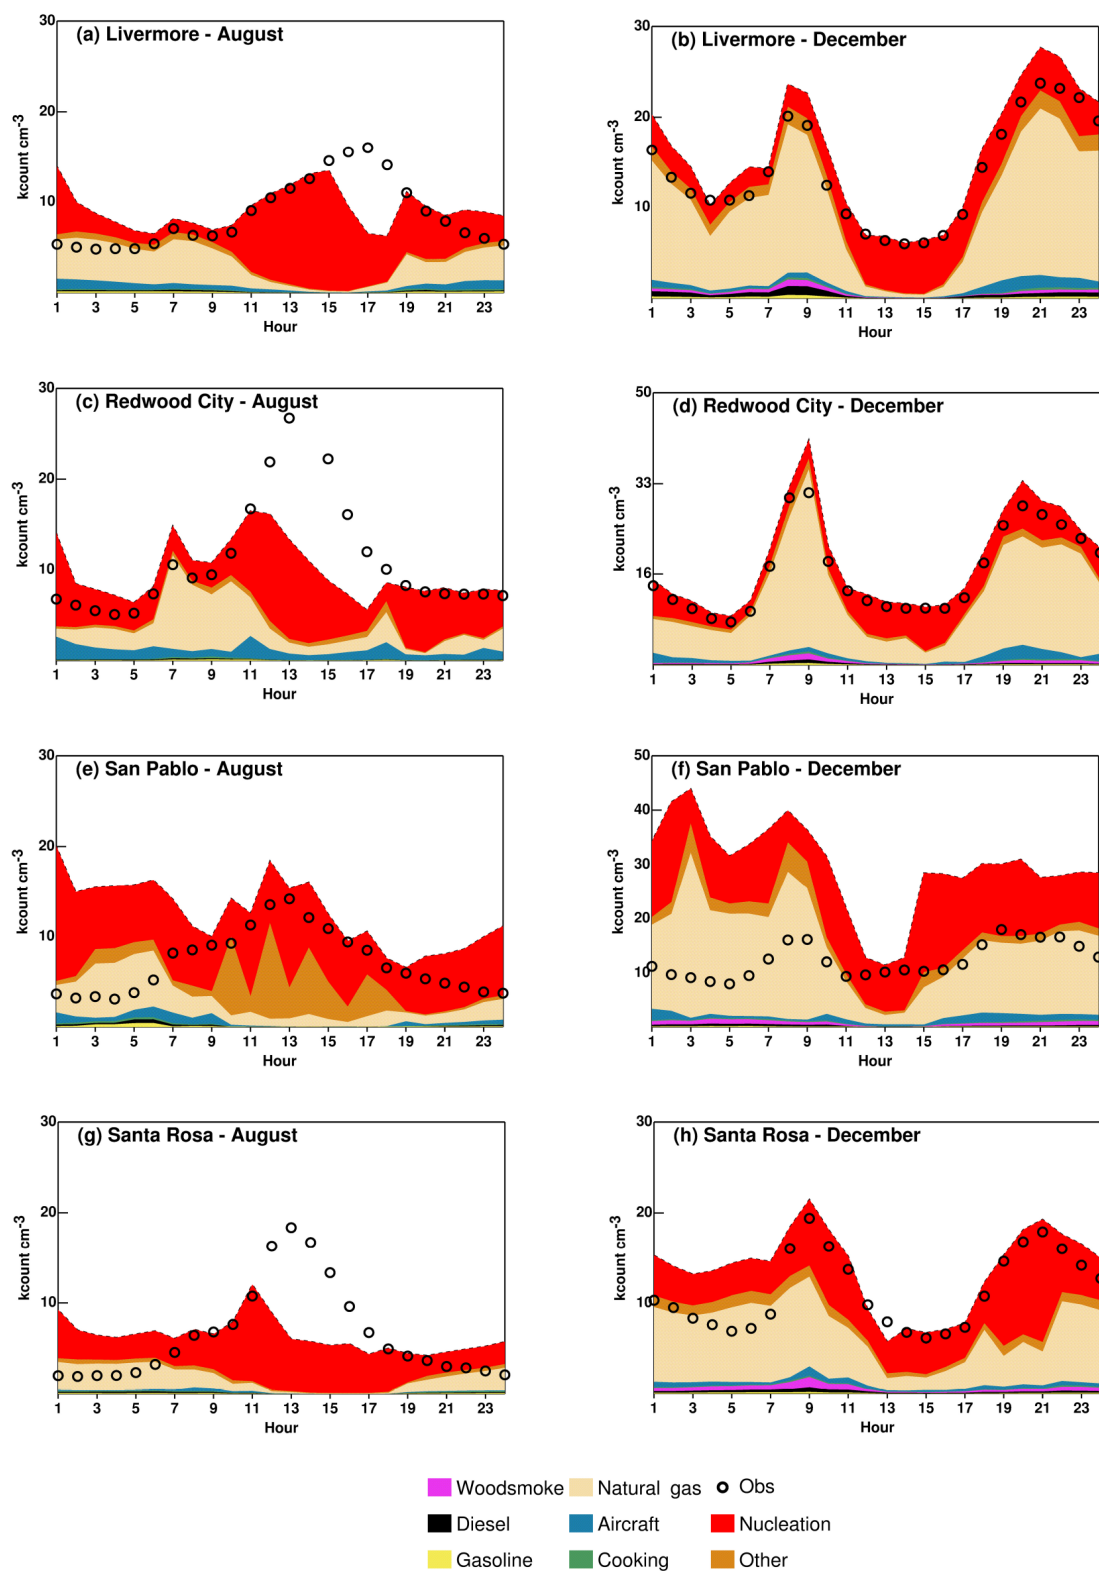 (a) Livermore - August
30
20
10
kcount cm-3
1 3 5 7 9 11 13 15 17 19 21 23
Hour
(b) Livermore - December
30
20
10
kcount cm-3
1 3 5 7 9 11 13 15 17 19 21 23
Hour
(c) Redwood City - August
30
20
10
kcount cm-3
1 3 5 7 9 11 13 15 17 19 21 23
Hour
(d) Redwood City - December
50
33
16
kcount cm-3
1 3 5 7 9 11 13 15 17 19 21 23
Hour
(e) San Pablo - August
30
20
10
kcount cm-3
1 3 5 7 9 11 13 15 17 19 21 23
Hour
(f) San Pablo - December
50
40
30
20
10
kcount cm-3
1 3 5 7 9 11 13 15 17 19 21 23
Hour
(g) Santa Rosa - August
30
20
10
kcount cm-3
1 3 5 7 9 11 13 15 17 19 21 23
Hour
(h) Santa Rosa - December
30
20
10
kcount cm-3
1 3 5 7 9 11 13 15 17 19 21 23
Hour
Woodsmoke Natural gas Obs
Diesel Aircraft Nucleation
Gasoline Cooking Other